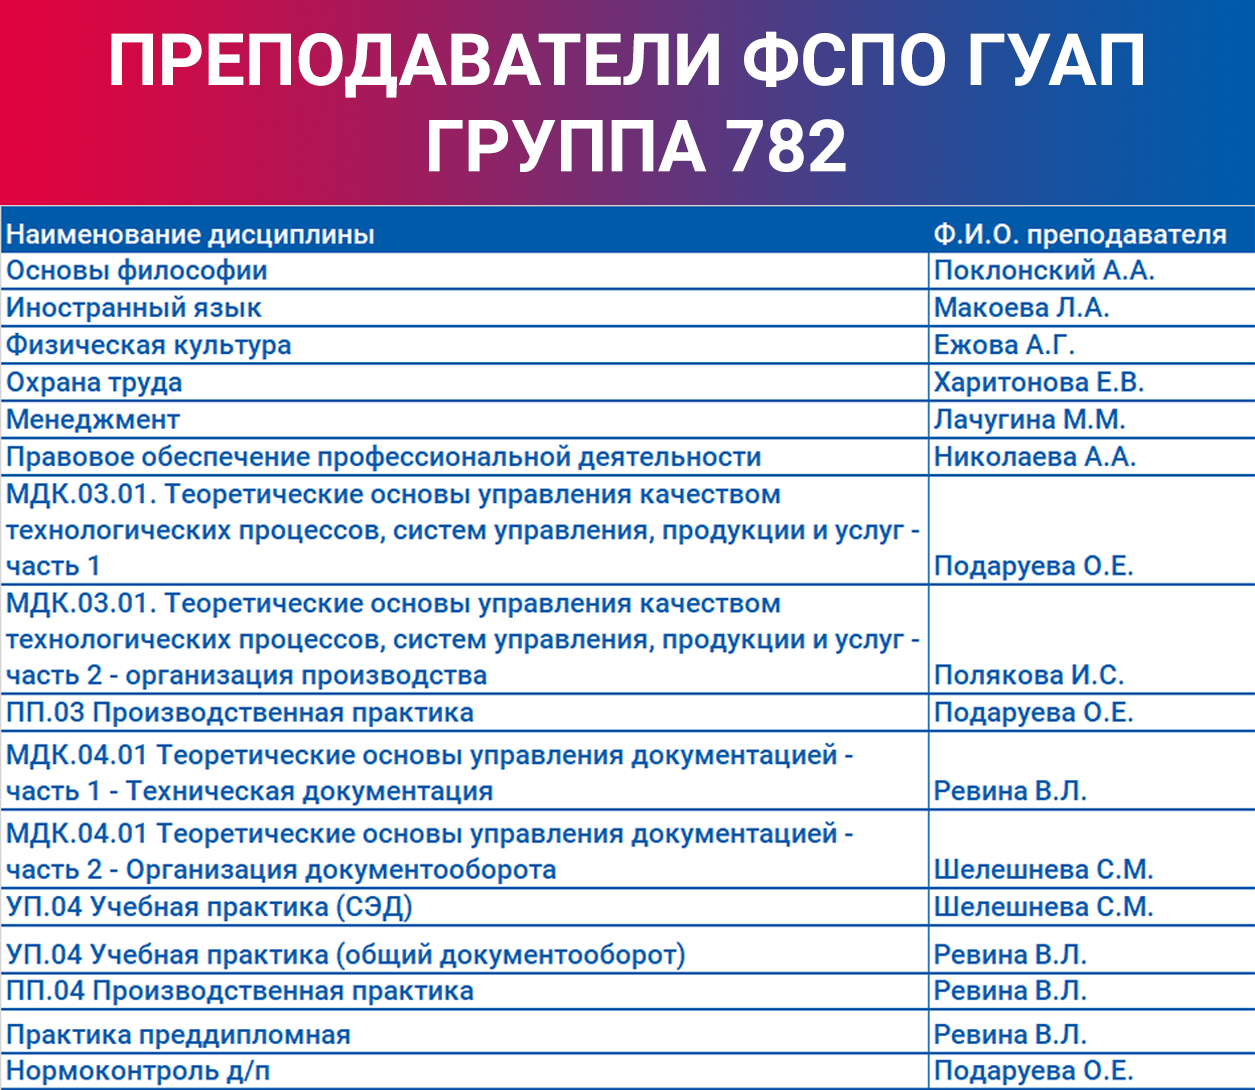 ПРЕПОДАВАТЕЛИ ФСПО ГУАП
ГРУППА 782
Наименование дисциплины Ф.И.О. преподавателя
Основы философии Поклонский А.А.
Иностранный язык Макоева Л.А.
Физическая культура Ежова А.Г.
Охрана труда Харитонова Е.В.
Менеджмент Лачугина М.М.
Правовое обеспечение профессиональной деятельности Николаева А.А.
МДК.03.01. Теоретические основы управления качеством
технологических процессов, систем управления, продукции и услуг -
часть 1 Подаруева О.Е.
МДК.03.01. Теоретические основы управления качеством
технологических процессов, систем управления, продукции и услуг -
часть 2 - организация производства Полякова И.С.
ПП.03 Производственная практика Подаруева О.Е.
МДК.04.01 Теоретические основы управления документацией -
часть 1 - Техническая документация Ревина В.Л.
МДК.04.01 Теоретические основы управления документацией -
часть 2 - Организация документооборота Шелешнева С.М.
УП.04 Учебная практика (СЭД) Шелешнева С.М.
УП.04 Учебная практика (общий документооборот) Ревина В.Л.
ПП.04 Производственная практика Ревина В.Л.
Практика преддипломная Ревина В.Л.
Нормоконтроль д/п Подаруева О.Е.